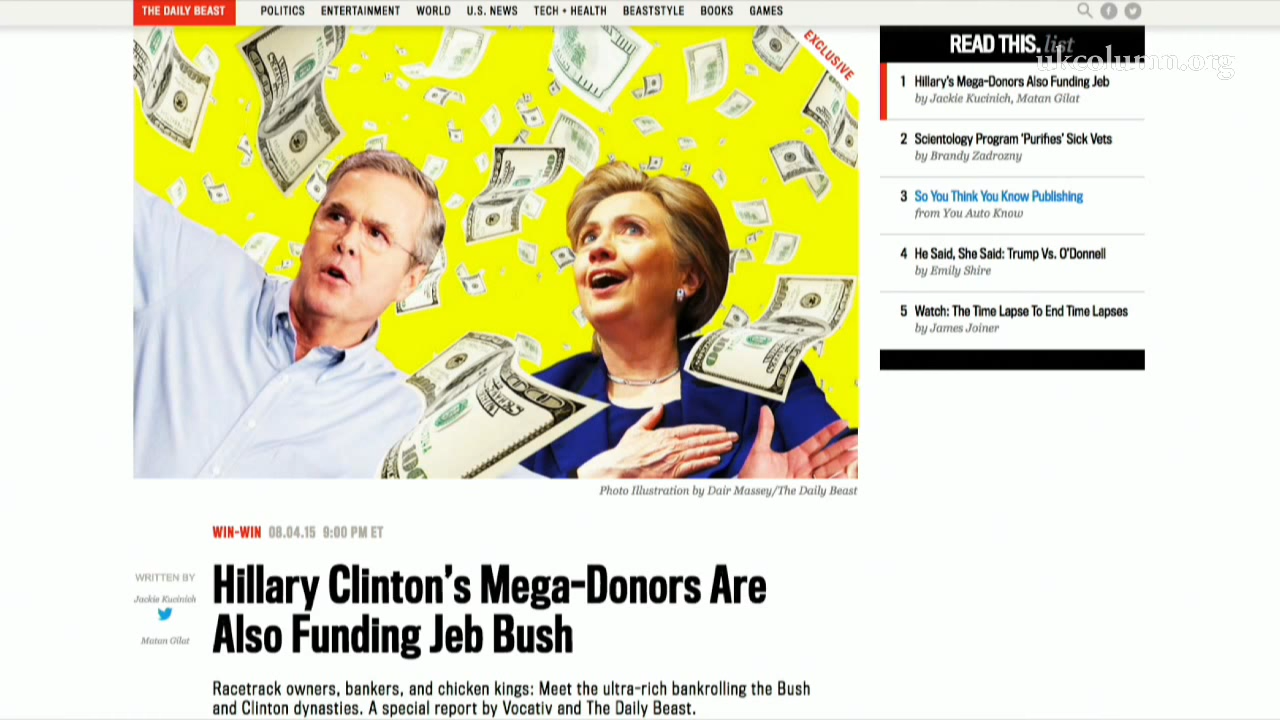 THE DAILY BEAST POLITICS ENTERTAINMENT WORLD U.S. NEWS TECH + HEALTH BEASTSTYLE BOOKS GAMES
EXCLUSIVE
READ THIS. list
ukcolumn.org
1 Hillary's Mega-Donors Also Funding Jeb
by Jackie Kucinich, Matan Gilat
2 Scientology Program 'Purifies' Sick Vets
by Brandy Zadrozny
3 So You Think You Know Publishing
from You Auto Know
4 He Said, She Said: Trump Vs. O'Donnell
by Emily Shire
5 Watch: The Time Lapse To End Time Lapses
by James Joiner
Photo Illustration by Dair Massey/The Daily Beast
WIN-WIN 08.04.15 9:00 PM ET
WRITTEN BY
Jackie Kucinich
Matan Gilat
Hillary Clinton's Mega-Donors Are
Also Funding Jeb Bush
Racetrack owners, bankers, and chicken kings: Meet the ultra-rich bankrolling the Bush
and Clinton dynasties. A special report by Vocativ and The Daily Beast.